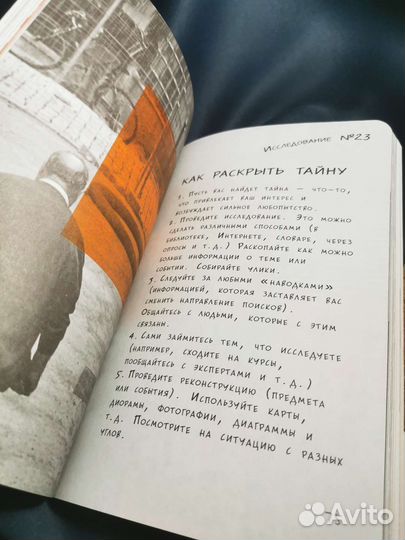 Исследование №23
КАК РАСКРЫТЬ ТАЙНУ
1. Пусть вас найдет тайна — что-то,
что привлекает ваш интерес и
возбуждает сильное любопытство.
2. Проведите исследование. Это можно
сделать различными способами (в
библиотеке, Интернете, словаре, через
опросы и т.д.) Раскопайте как можно
больше информации о теме или
событии. Собирайте улики.
3. Следуйте за любыми «наводками»
(информацией, которая заставляет вас
сменить направление поисков).
Общайтесь с людьми, которые с этим
связаны.
4. Сами займитесь тем, что исследуете
(например, сходите на курсы,
пообщайтесь с экспертами и т.д.)
5. Проведите реконструкцию (предмета
или события). Используйте карты,
диорамы, фотографии, диаграммы и
т.д. Посмотрите на ситуацию с разных
углов.
Avito